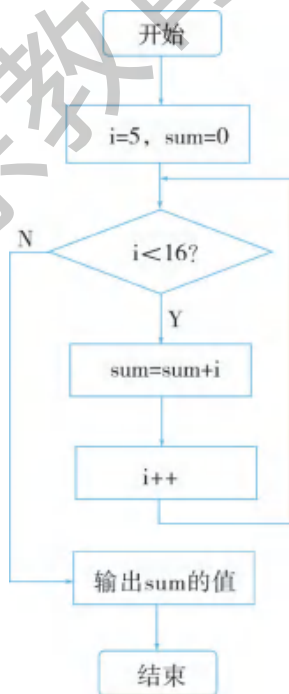 开始
i=5，sum=0
N
i<16?
Y
sum=sum+i
i++
输出sum的值
结束